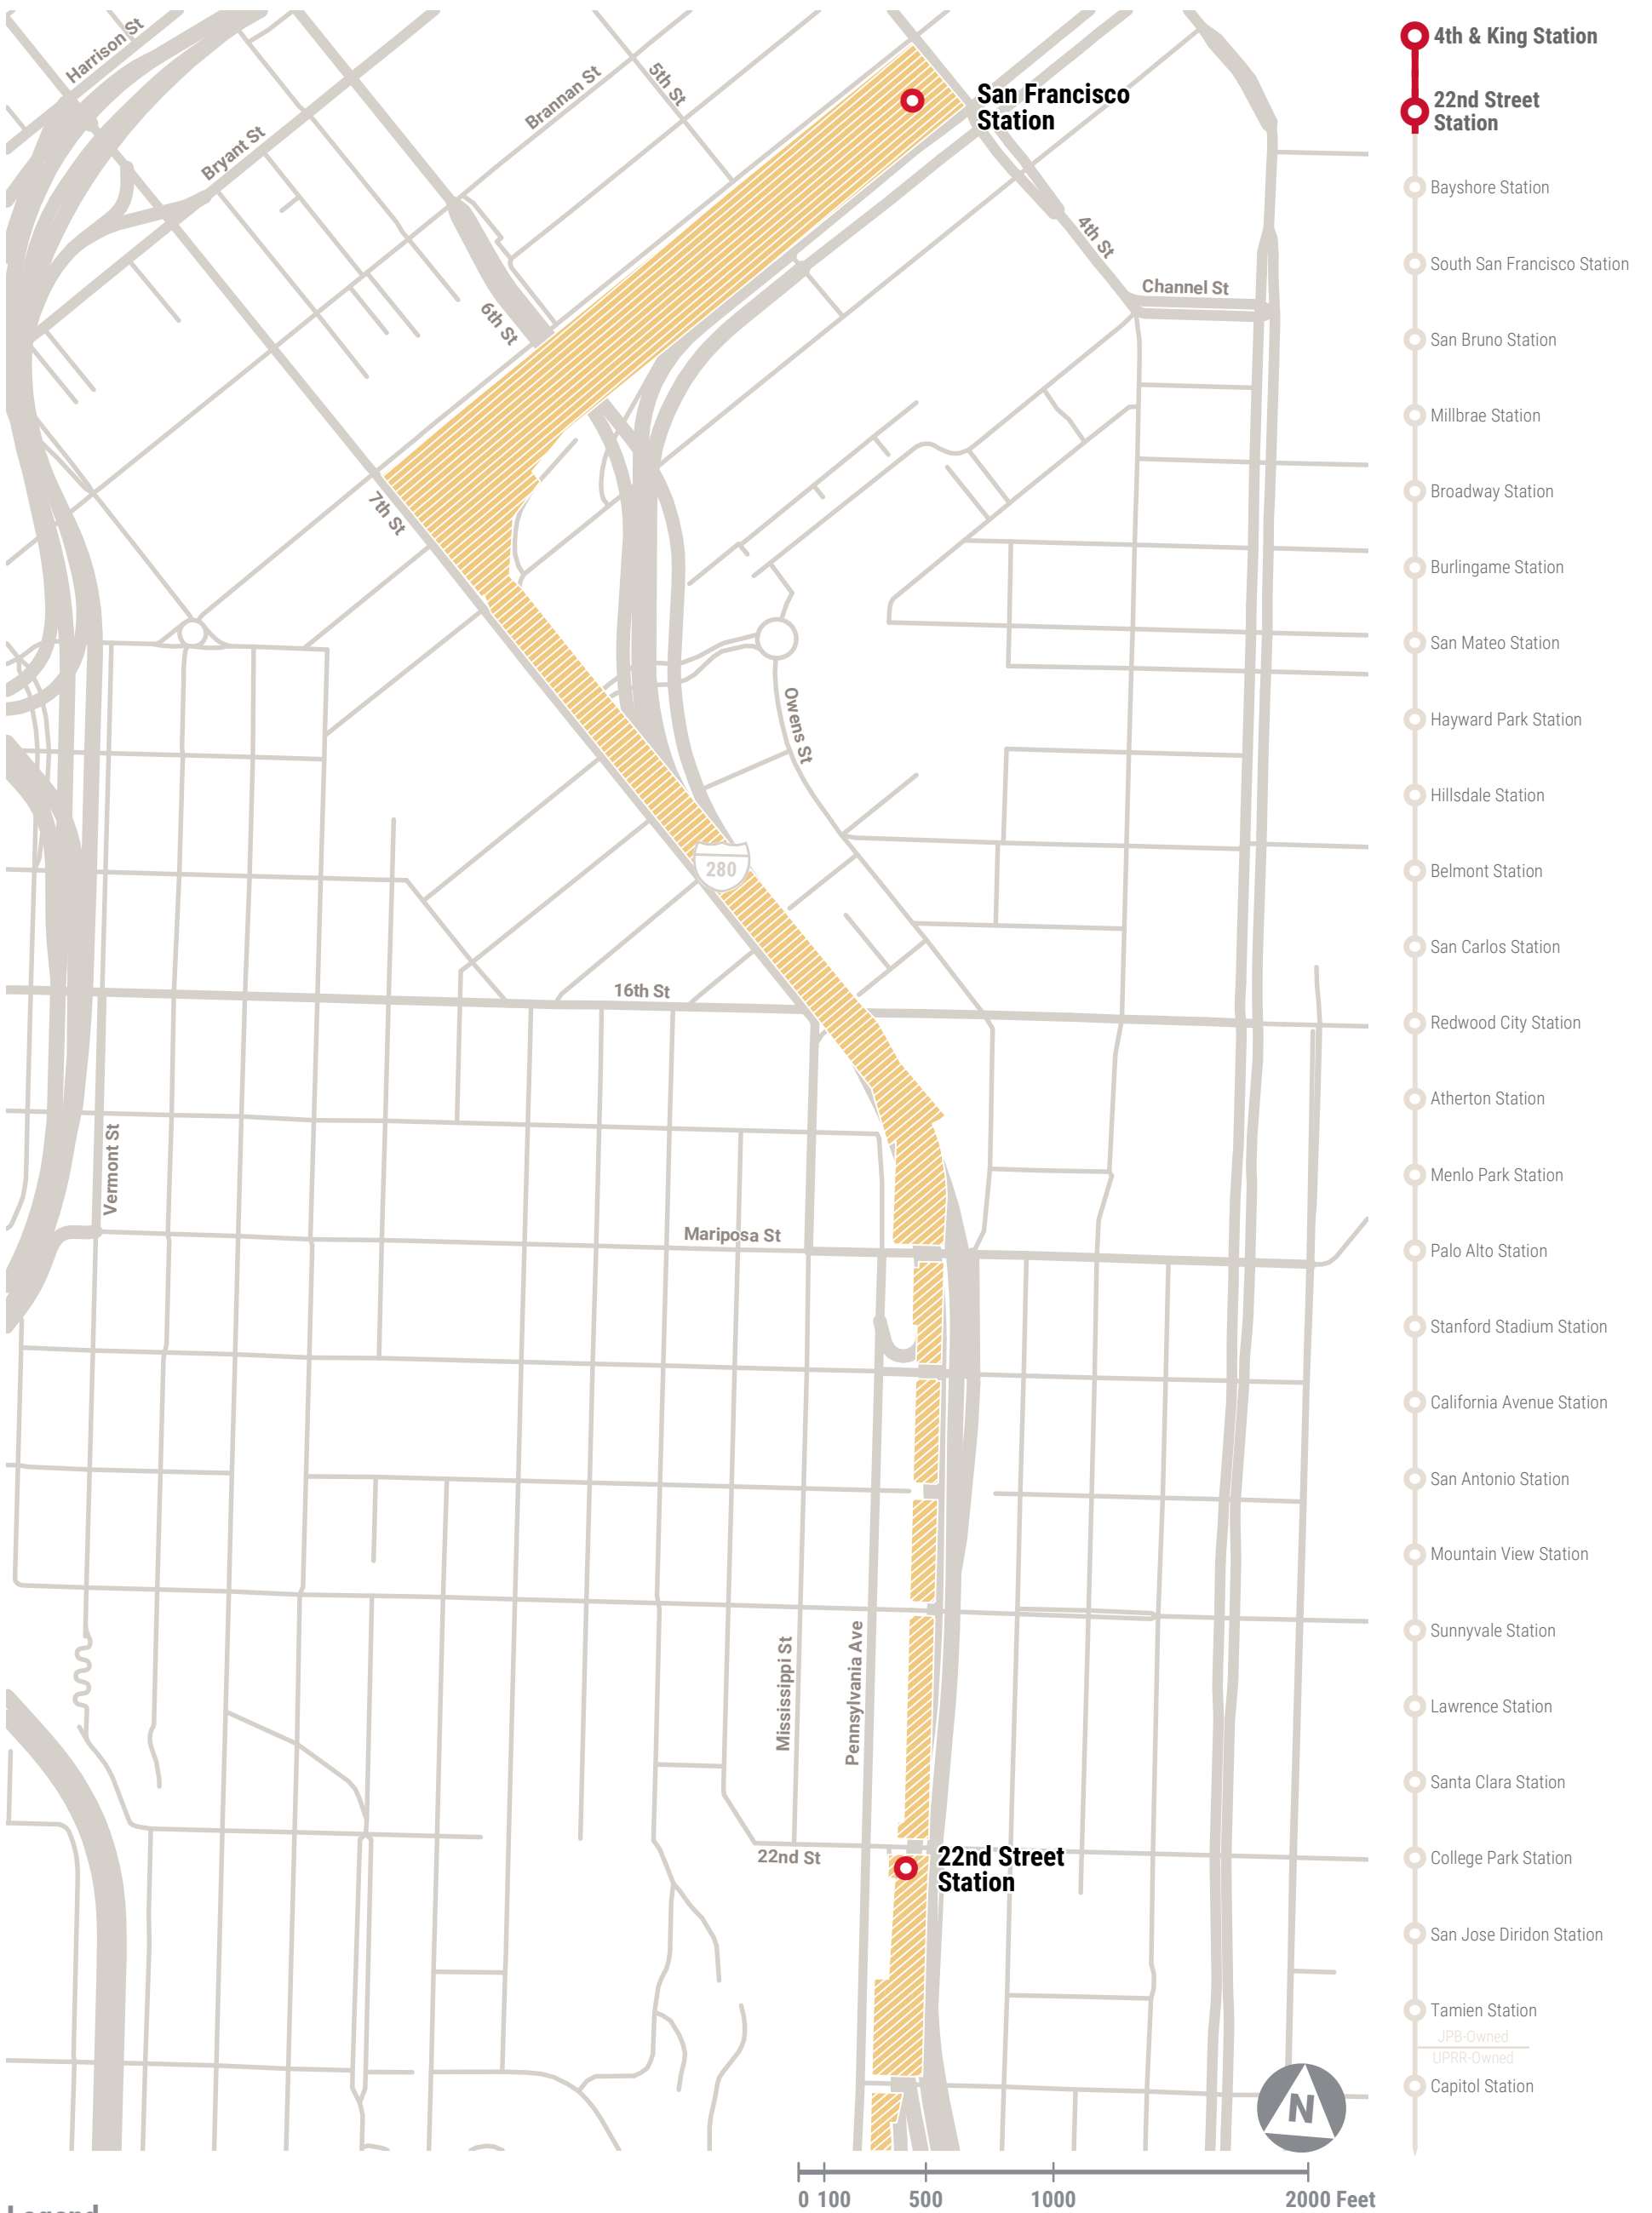 Harrison St
Bryant St
Brannan St
5th St
San Francisco
Station
4th St
Channel St
6th St
7th St
Owens St
280
16th St
Vermont St
Mariposa St
Mississippi St
Pennsylvania Ave
22nd St
22nd Street
Station
N
0 100 500 1000 2000 Feet
4th & King Station
22nd Street
Station
Bayshore Station
South San Francisco Station
San Bruno Station
Millbrae Station
Broadway Station
Burlingame Station
San Mateo Station
Hayward Park Station
Hillsdale Station
Belmont Station
San Carlos Station
Redwood City Station
Atherton Station
Menlo Park Station
Palo Alto Station
Stanford Stadium Station
California Avenue Station
San Antonio Station
Mountain View Station
Sunnyvale Station
Lawrence Station
Santa Clara Station
College Park Station
San Jose Diridon Station
Tamien Station
JPB-Owned
UPRR-Owned
Capitol Station
Legend